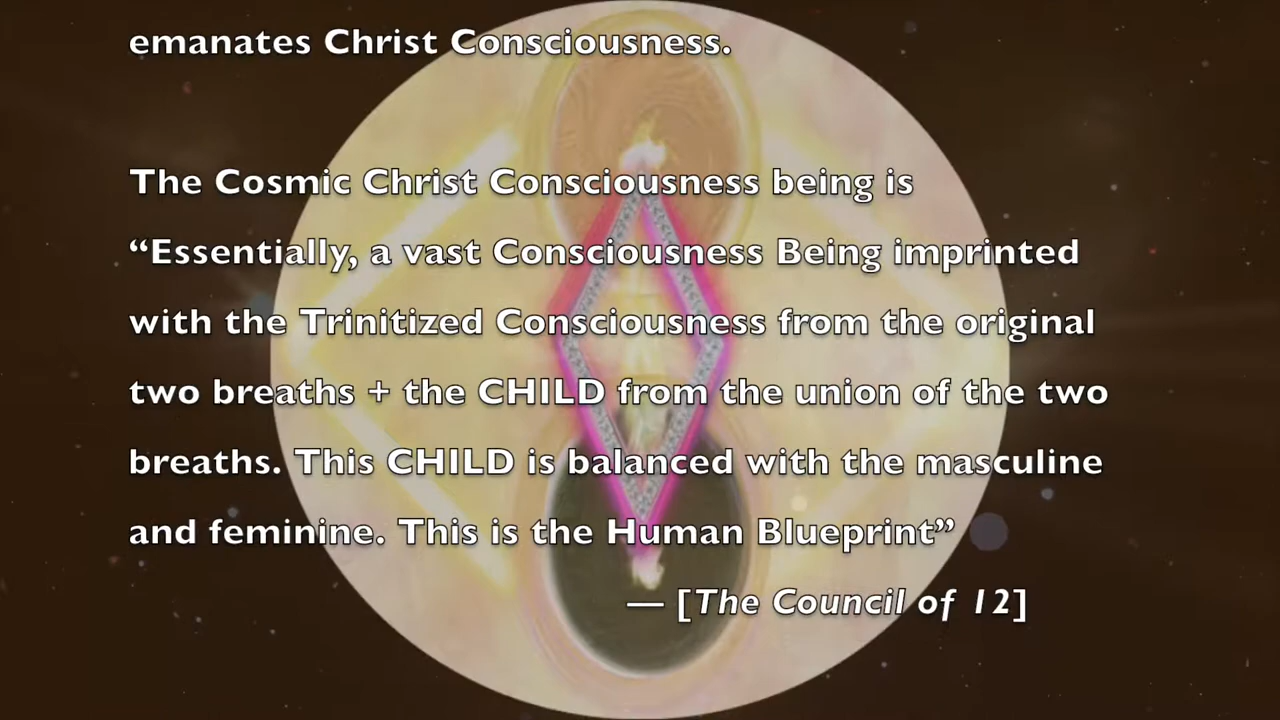 emanates Christ Consciousness.
The Cosmic Christ Consciousness being is
“Essentially, a vast Consciousness Being imprinted
with the Trinitized Consciousness from the original
two breaths + the CHILD from the union of the two
breaths. This CHILD is balanced with the masculine
and feminine. This is the Human Blueprint”
— [The Council of 12]